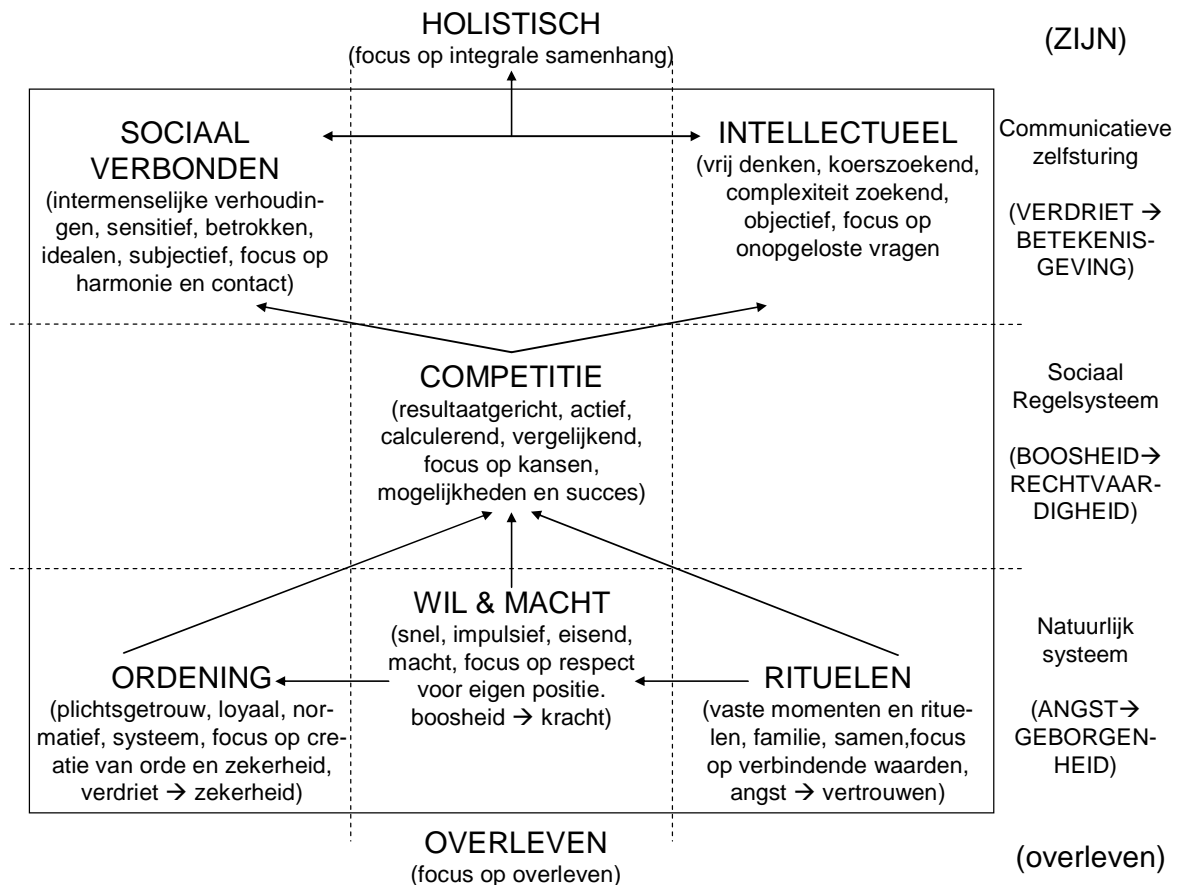 HOLISTISCH
(focus op integrale samenhang)
(ZIJN)
SOCIAAL
VERBONDEN
(intermenselijke verhoudin-
gen, sensitief, betrokken,
idealen, subjectief, focus op
harmonie en contact)
INTELLECTUEEL
(vrij denken, koerszoekend,
complexiteit zoekend,
objectief, focus op
onopgeloste vragen
Communicatieve
zelfsturing
(VERDRIET →
BETEKENIS-
GEVING)
COMPETITIE
(resultaatgericht, actief,
calculerend, vergelijkend,
focus op kansen,
mogelijkheden en succes)
Sociaal
Regelsysteem
(BOOSHEID→
RECHTVAAR-
DIGHEID)
WIL & MACHT
(snel, impulsief, eisend,
macht, focus op respect
voor eigen positie.
boosheid → kracht)
ORDENING
(plichtsgetrouw, loyaal, nor-
matief, systeem, focus op cre-
atie van orde en zekerheid,
verdriet → zekerheid)
RITUELEN
(vaste momenten en ritue-
len, familie, samen,focus
op verbindende waarden,
angst → vertrouwen)
Natuurlijk
systeem
(ANGST→
GEBORGEN-
HEID)
OVERLEVEN
(focus op overleven)
(overleven)